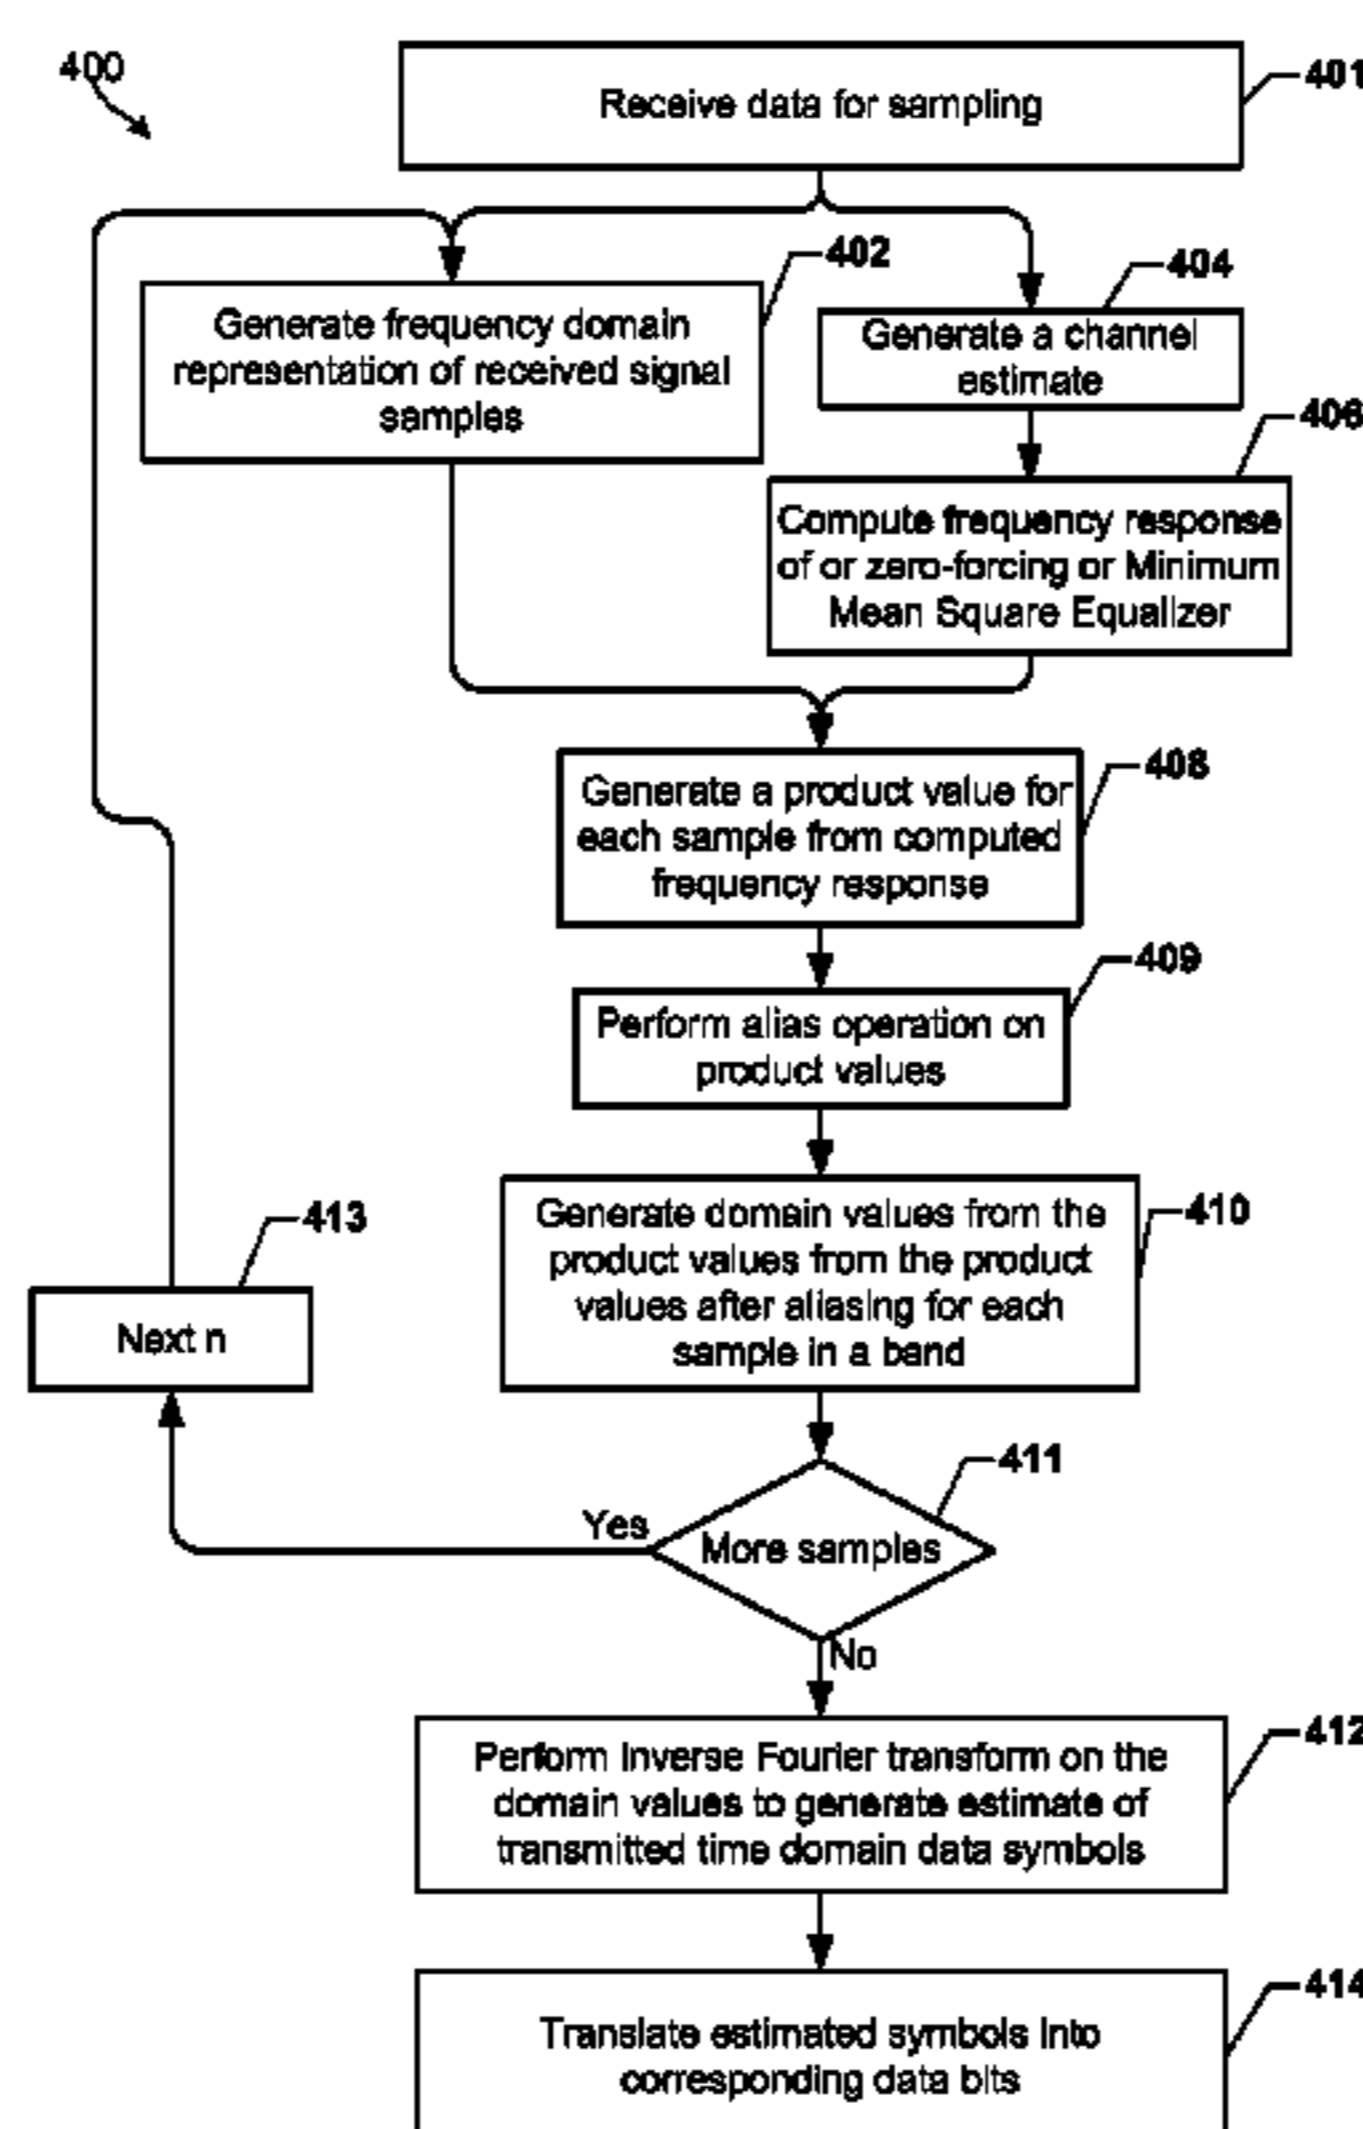 400
Receive data for sampling
401
402
Generate frequency domain
representation of received signal
samples
404
Generate a channel
estimate
406
Compute frequency response
of or zero-forcing or Minimum
Mean Square Equalizer
408
Generate a product value for
each sample from computed
frequency response
409
Perform alias operation on
product values
410
Generate domain values from the
product values from the product
values after aliasing for each
sample in a band
413
Next n
411
Yes
More samples
No
412
Perform Inverse Fourier transform on the
domain values to generate estimate of
transmitted time domain data symbols
414
Translate estimated symbols into
corresponding data bits